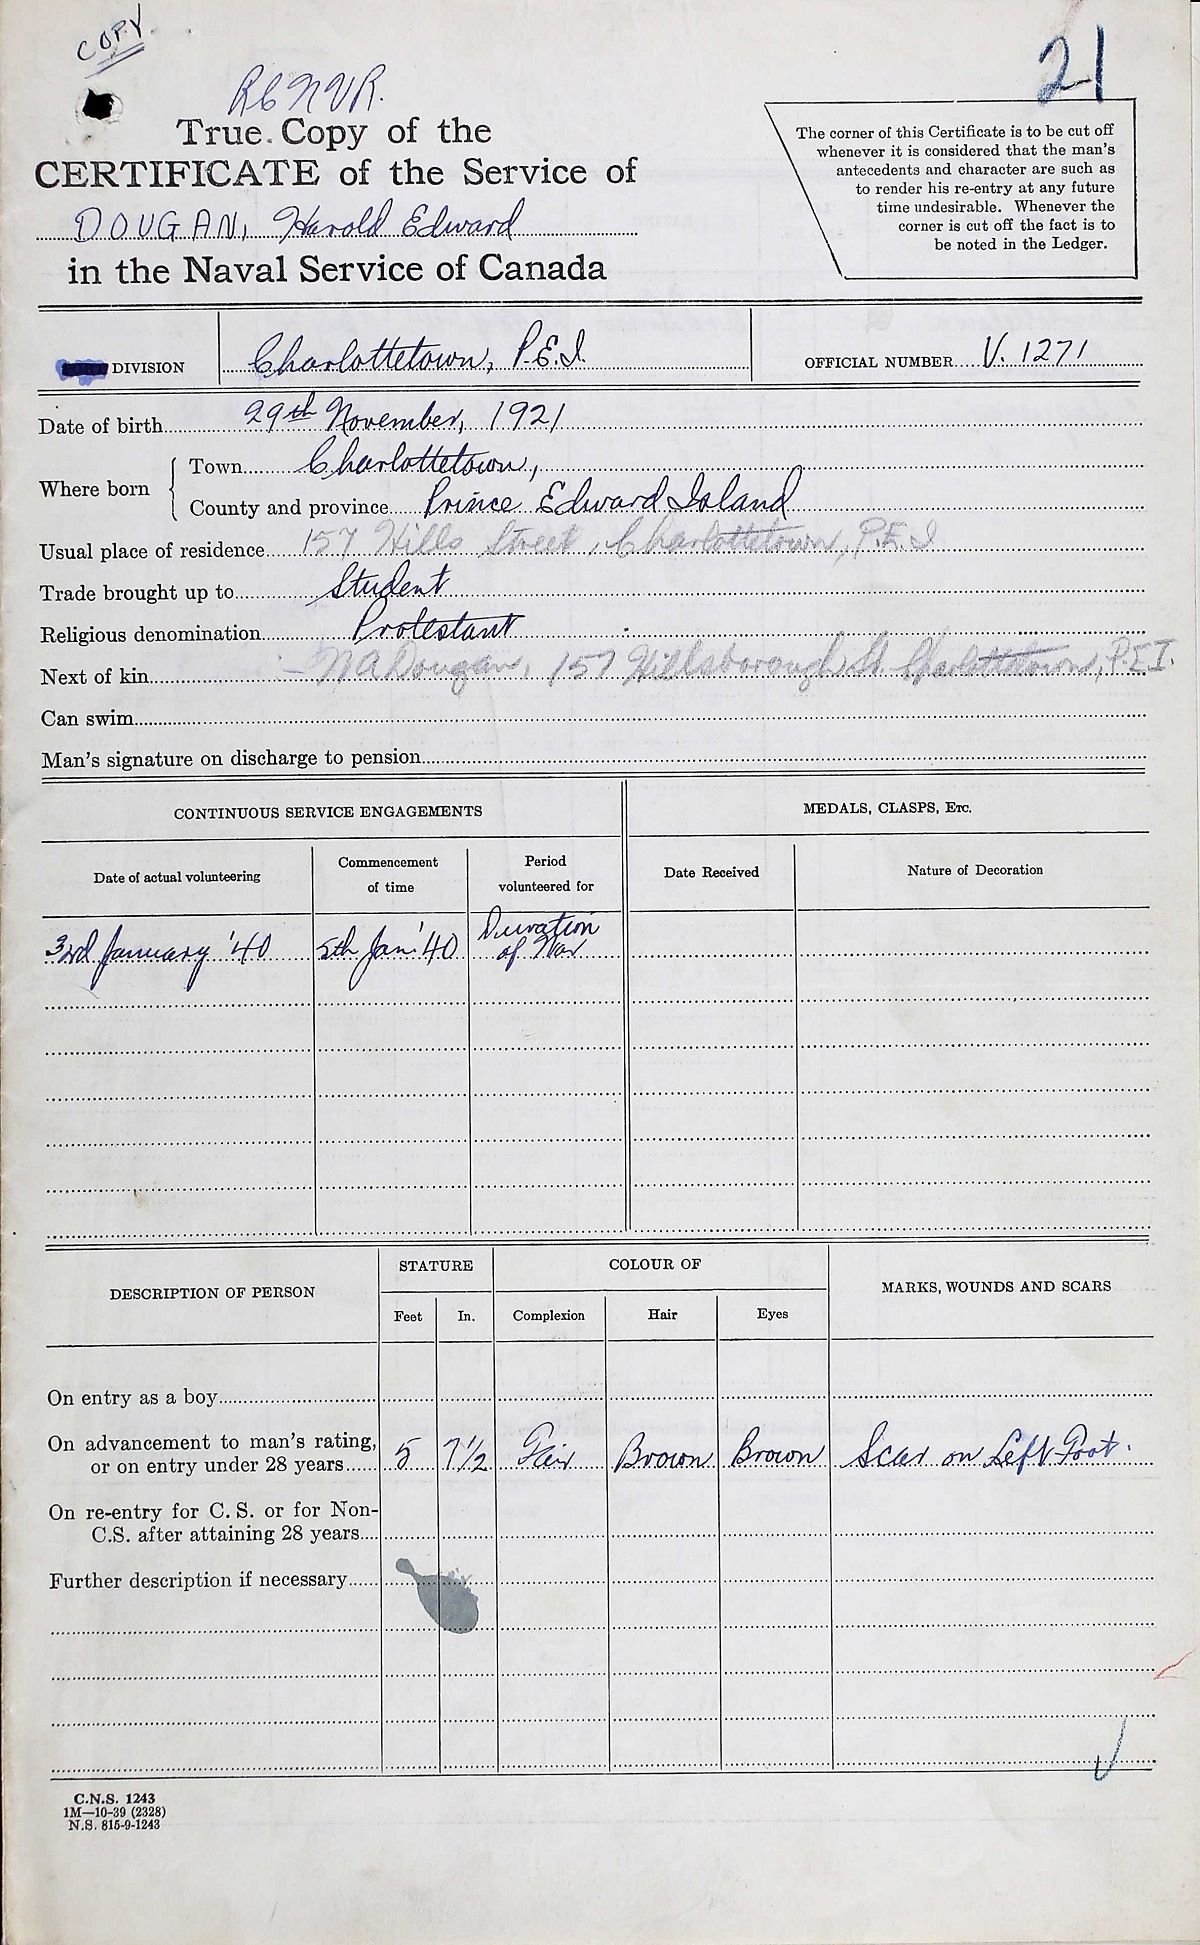 COPY
21
RCNVR.
True Copy of the
CERTIFICATE of the Service of
DOUGAN, Harold Edward
in the Naval Service of Canada
The corner of this Certificate is to be cut off
whenever it is considered that the man's
antecedents and character are such as
to render his re-entry at any future
time undesirable. Whenever the
corner is cut off the fact is to
be noted in the Ledger.
DIVISION Charlottetown, P.E.I. OFFICIAL NUMBER V. 1271
Date of birth 29th November, 1921
Where born
Town Charlottetown,
County and province Prince Edward Island
Usual place of residence 157 Hills Street, Charlottetown, P.E.I
Trade brought up to Student
Religious denomination Protestant
Next of kin Dougan, 157 Hillsborough St Charlottetown, P.E.I.
Can swim
Man's signature on discharge to pension
CONTINUOUS SERVICE ENGAGEMENTS MEDALS, CLASPS, Etc.
Date of actual volunteering Commencement of time Period volunteered for Date Received Nature of Decoration
3rd January '40 5th Jan' '40 Duration of War
DESCRIPTION OF PERSON STATURE COLOUR OF MARKS, WOUNDS AND SCARS
Feet In. Complexion Hair Eyes
On entry as a boy
On advancement to man's rating,
or on entry under 28 years 5 7½ Fair Brown Brown Scar on Left Foot.
On re-entry for C.S. or for Non-
C.S. after attaining 28 years
Further description if necessary
C.N.S. 1243
1M—10-39 (2328)
N.S. 815-9-1243